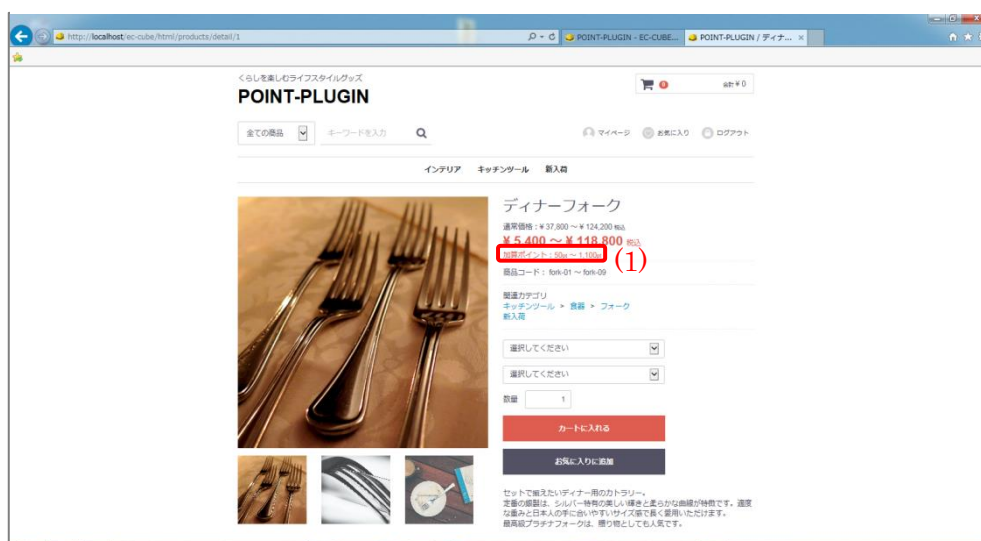 http://localhost/ec-cube/html/products/detail/1
POINT-PLUGIN - EC-CUBE...
POINT-PLUGIN / ディナ... ×
くらしを楽しむライフスタイルグッズ
POINT-PLUGIN
0
合計 ¥ 0
全ての商品
キーワードを入力
マイページ
お気に入り
ログアウト
インテリア キッチンツール 新入荷
ディナーフォーク
通常価格：¥ 37,800 ～ ¥ 124,200 税込
¥ 5,400 ～ ¥ 118,800 税込
加算ポイント：50pt ～ 1,100pt
(1)
商品コード： fork-01 ～ fork-09
関連カテゴリ
キッチンツール ＞ 食器 ＞ フォーク
新入荷
選択してください
選択してください
数量 1
カートに入れる
お気に入りに追加
セットで揃えたいディナー用のカトラリー。
定番の銀製は、シルバー特有の美しい輝きと柔らかな曲線が特徴です。適度
な重みと日本人の手に合いやすいサイズ感で長く愛用いただけます。
最高級プラチナフォークは、贈り物としても人気です。